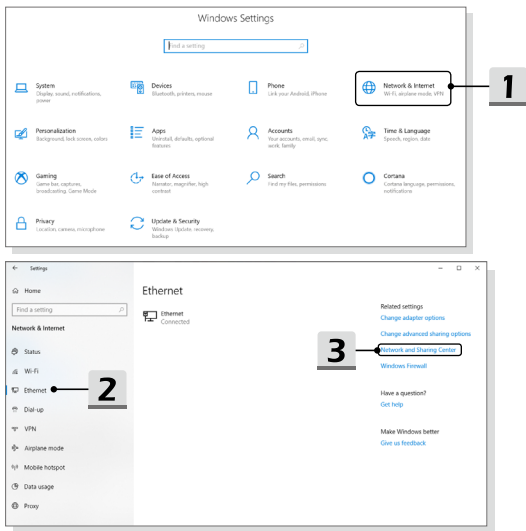 Windows Settings
Find a setting
System
Display, sound, notifications,
power
Devices
Bluetooth, printers, mouse
Phone
Link your Android, iPhone
Network & Internet
Wi-Fi, airplane mode, VPN
1
Personalization
Background, lock screen, colors
Apps
Uninstall, defaults, optional
features
Accounts
Your accounts, email, sync,
work, family
Time & Language
Speech, region, date
Gaming
Game bar, captures,
broadcasting, Game Mode
Ease of Access
Narrator, magnifier, high
contrast
Search
Find my files, permissions
Cortana
Cortana language, permissions,
notifications
Privacy
Location, camera, microphone
Update & Security
Windows Update, recovery,
backup
Settings
Home
Find a setting
Network & Internet
Status
Wi-Fi
Ethernet
2
Dial-up
VPN
Airplane mode
Mobile hotspot
Data usage
Proxy
Ethernet
Ethernet
Connected
Related settings
Change adapter options
Change advanced sharing options
3
Network and Sharing Center
Windows Firewall
Have a question?
Get help
Make Windows better
Give us feedback